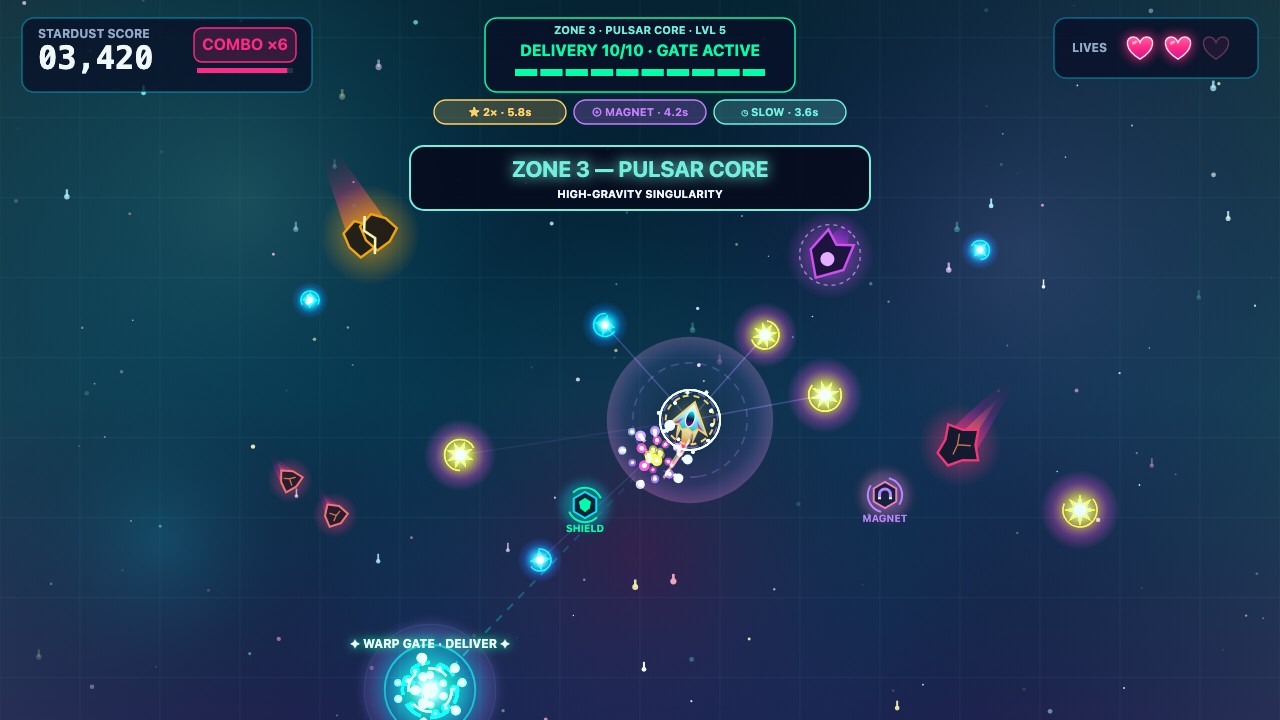 STARDUST SCORE
03,420
COMBO ×6
ZONE 3 · PULSAR CORE · LVL 5
DELIVERY 10/10 · GATE ACTIVE
LIVES
2× · 5.8s
MAGNET · 4.2s
SLOW · 3.6s
ZONE 3 — PULSAR CORE
HIGH-GRAVITY SINGULARITY
MAGNET
SHIELD
✦ WARP GATE · DELIVER ✦